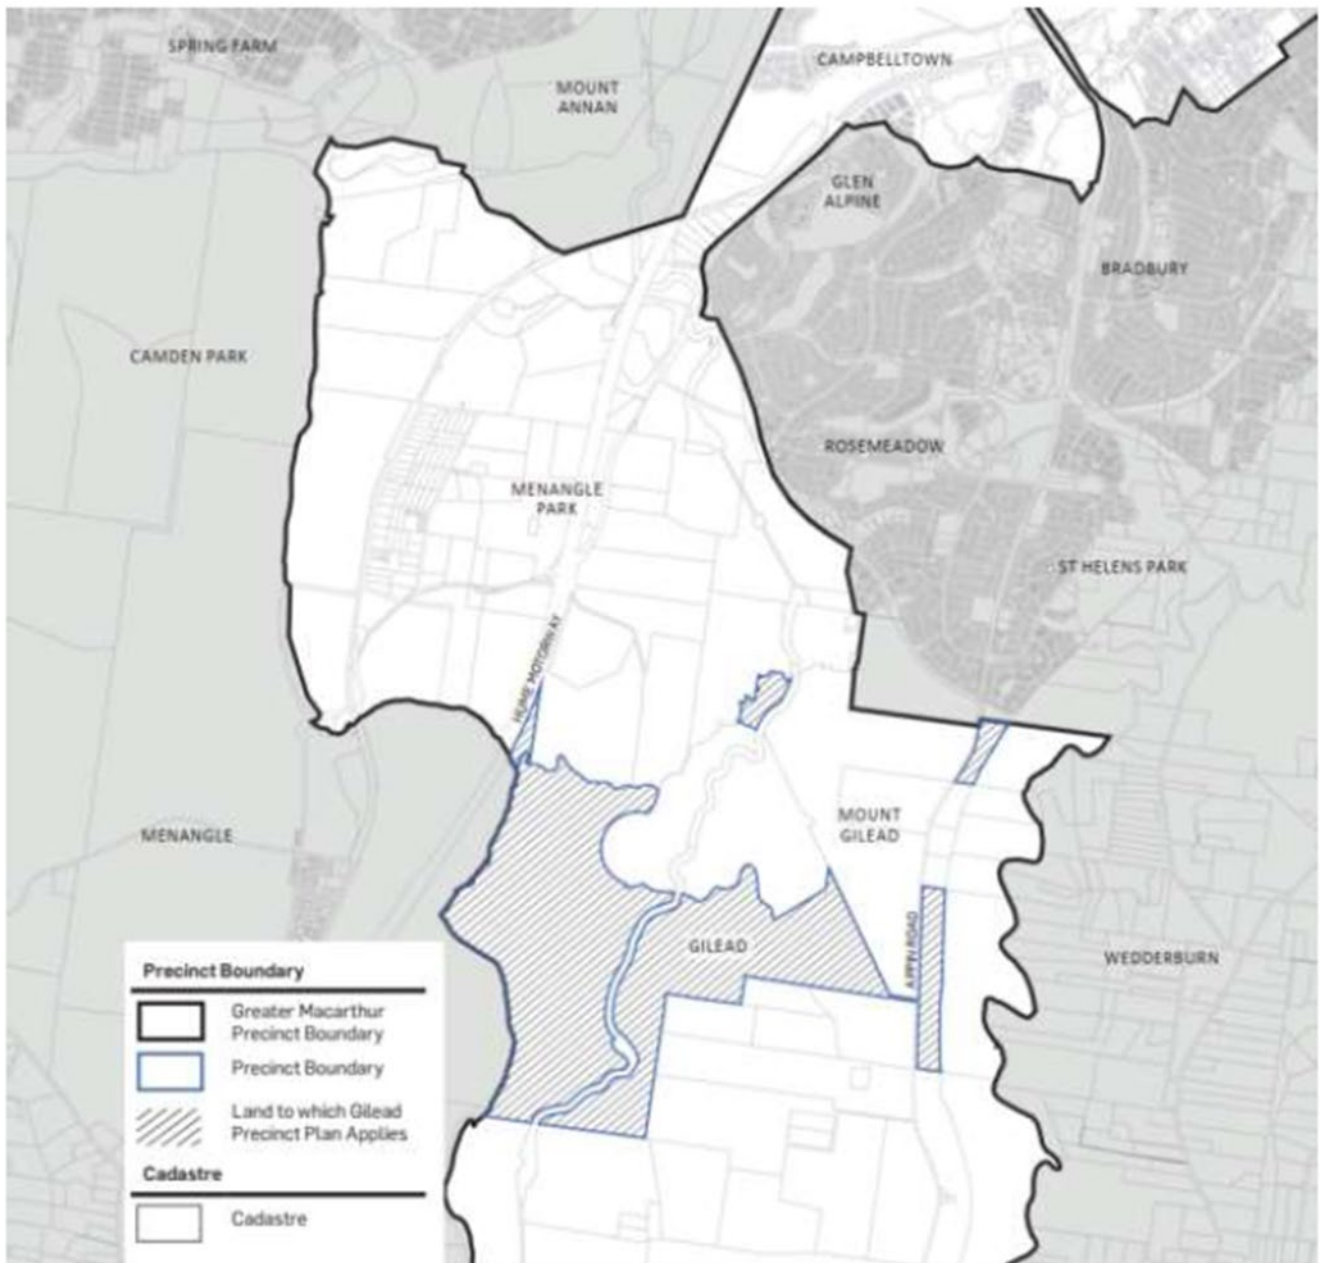 SPRING FARM
MOUNT
ANNAN
CAMPBELLTOWN
GLEN
ALPINE
BRADBURY
CAMDEN PARK
ROSEMEADOW
MENANGLE
PARK
ST HELENS PARK
HUME MOTORWAY
MENANGLE
MOUNT
GILEAD
GILEAD
APPIN ROAD
WEDDERBURN
Precinct Boundary
Greater Macarthur
Precinct Boundary
Precinct Boundary
Land to which Gilead
Precinct Plan Applies
Cadastre
Cadastre